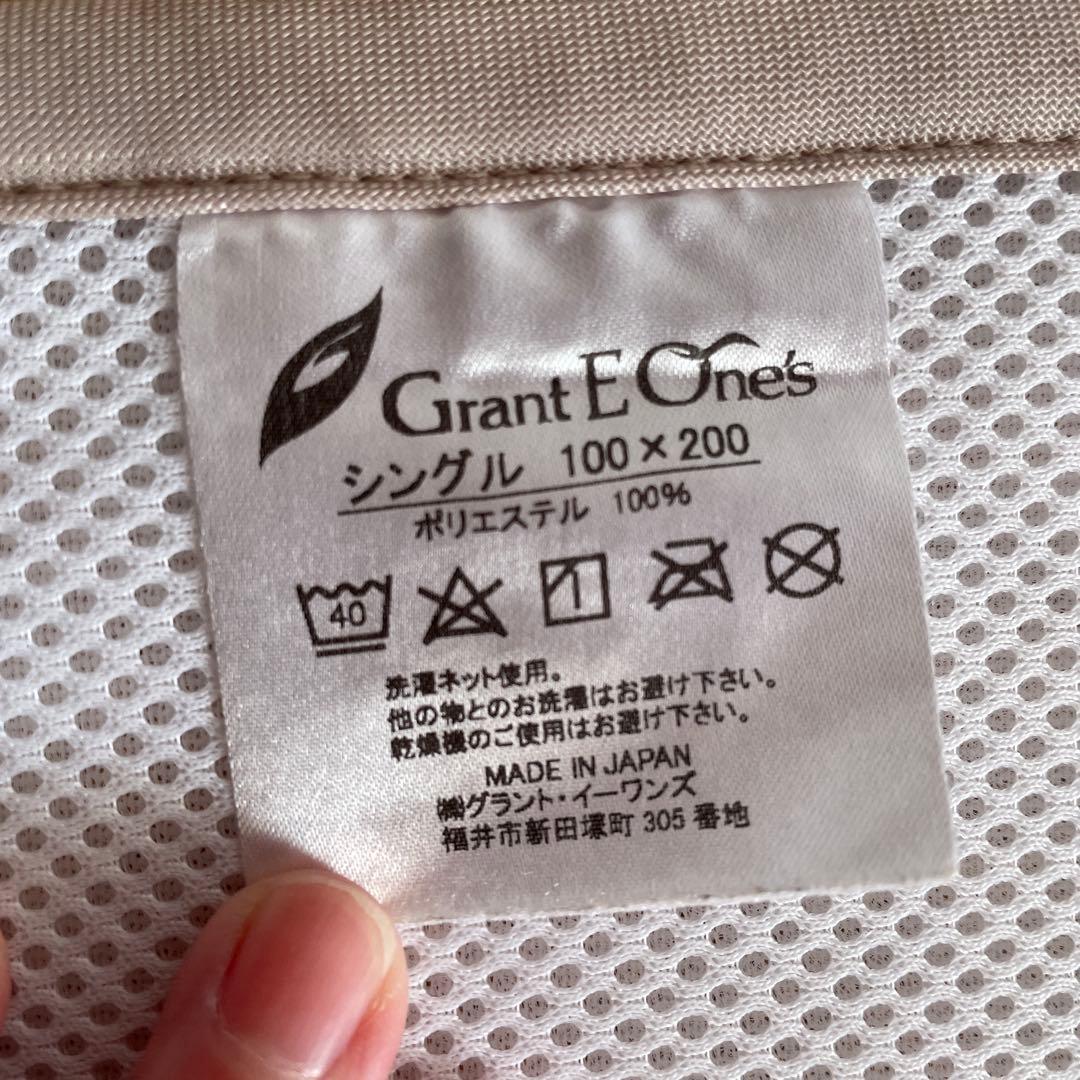 Grant E One's
シングル 100×200
ポリエステル 100%
40
洗濯ネット使用。
他の物とのお洗濯はお避け下さい。
乾燥機のご使用はお避け下さい。
MADE IN JAPAN
㈱グラント・イーワンズ
福井市新田塚町 305 番地